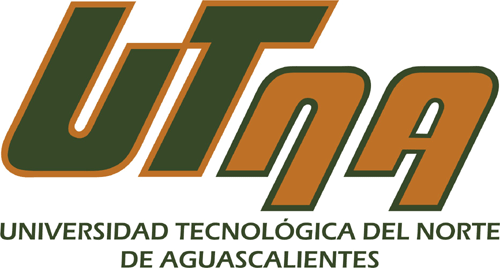 UTNA
UNIVERSIDAD TECNOLÓGICA DEL NORTE
DE AGUASCALIENTES